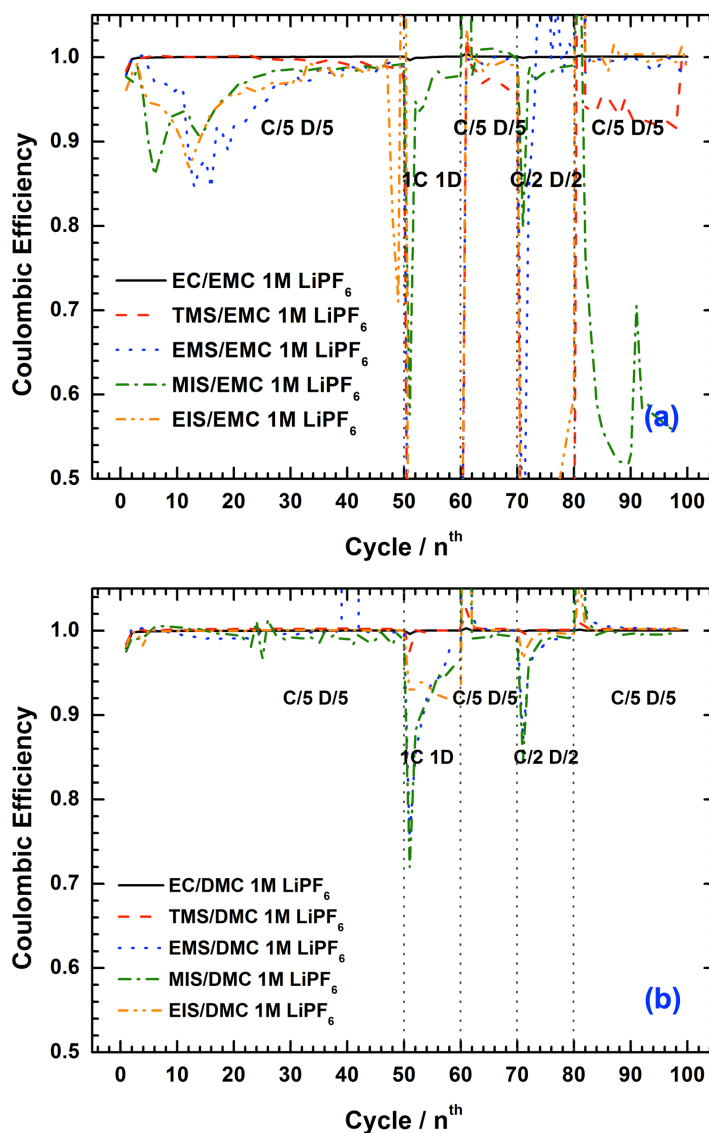 1.0
0.9
0.8
0.7
0.6
0.5
Coulombic Efficiency
C/5 D/5
C/5 D/5
C/5 D/5
1C 1D
C/2 D/2
EC/EMC 1M LiPF6
TMS/EMC 1M LiPF6
EMS/EMC 1M LiPF6
MIS/EMC 1M LiPF6
EIS/EMC 1M LiPF6
(a)
0 10 20 30 40 50 60 70 80 90 100
Cycle / nth
1.0
0.9
0.8
0.7
0.6
0.5
Coulombic Efficiency
C/5 D/5
C/5 D/5
C/5 D/5
1C 1D
C/2 D/2
EC/DMC 1M LiPF6
TMS/DMC 1M LiPF6
EMS/DMC 1M LiPF6
MIS/DMC 1M LiPF6
EIS/DMC 1M LiPF6
(b)
0 10 20 30 40 50 60 70 80 90 100
Cycle / nth